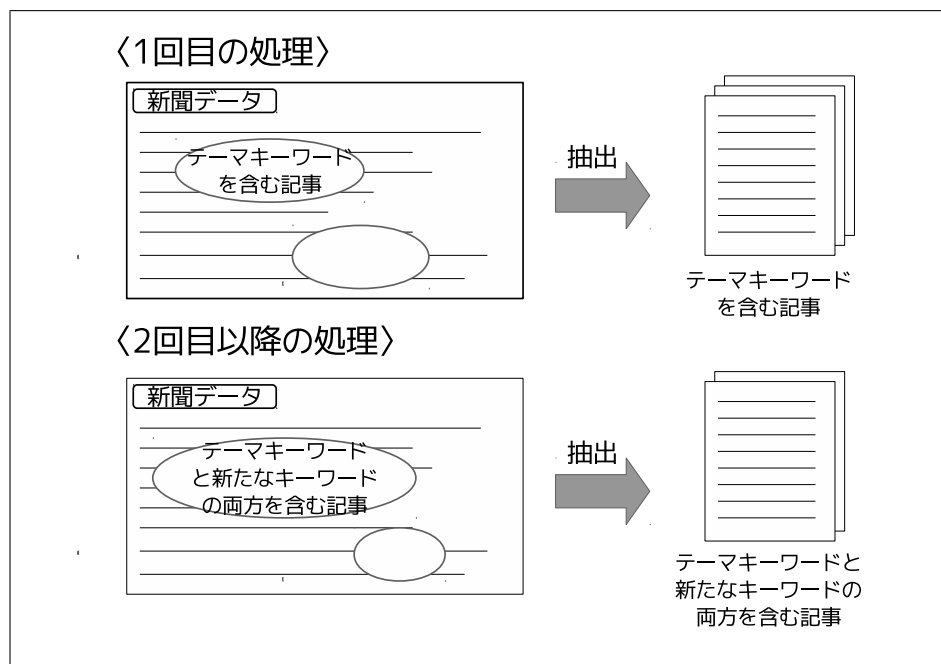 〈1回目の処理〉
新聞データ
テーマキーワード
を含む記事
抽出
テーマキーワード
を含む記事
〈2回目以降の処理〉
新聞データ
テーマキーワード
と新たなキーワード
の両方を含む記事
抽出
テーマキーワードと
新たなキーワードの
両方を含む記事